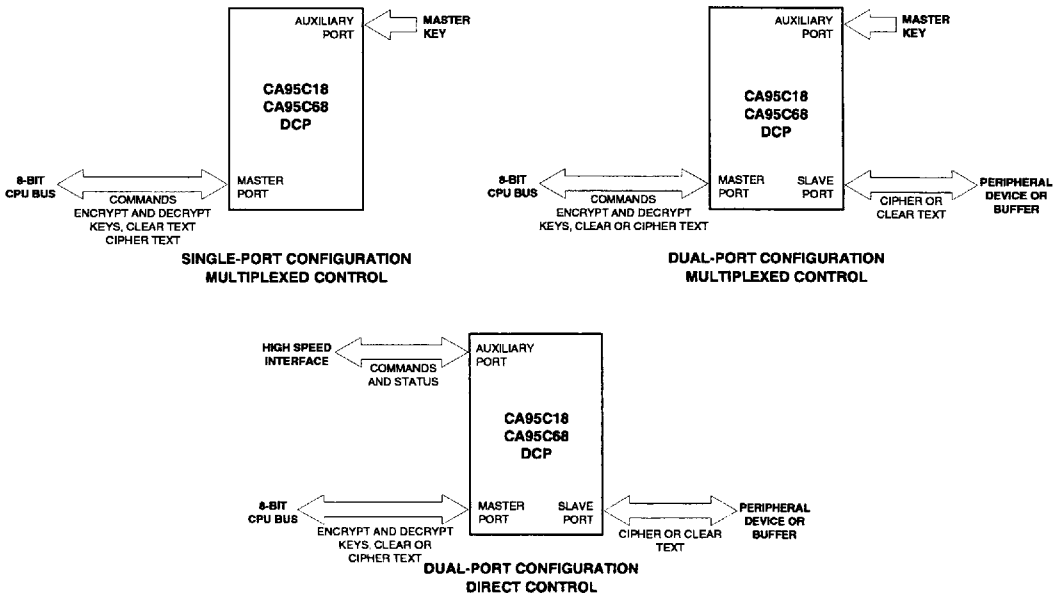 AUXILIARY
PORT
MASTER
KEY
CA95C18
CA95C68
DCP
8-BIT
CPU BUS
MASTER
PORT
COMMANDS
ENCRYPT AND DECRYPT
KEYS, CLEAR TEXT
CIPHER TEXT
SINGLE-PORT CONFIGURATION
MULTIPLEXED CONTROL
AUXILIARY
PORT
MASTER
KEY
CA95C18
CA95C68
DCP
8-BIT
CPU BUS
MASTER
PORT
SLAVE
PORT
COMMANDS
ENCRYPT AND DECRYPT
KEYS, CLEAR OR CIPHER TEXT
CIPHER OR
CLEAR TEXT
PERIPHERAL
DEVICE OR
BUFFER
DUAL-PORT CONFIGURATION
MULTIPLEXED CONTROL
HIGH SPEED
INTERFACE
AUXILIARY
PORT
COMMANDS
AND STATUS
CA95C18
CA95C68
DCP
8-BIT
CPU BUS
MASTER
PORT
SLAVE
PORT
ENCRYPT AND DECRYPT
KEYS, CLEAR OR
CIPHER TEXT
CIPHER OR CLEAR
TEXT
PERIPHERAL
DEVICE OR
BUFFER
DUAL-PORT CONFIGURATION
DIRECT CONTROL